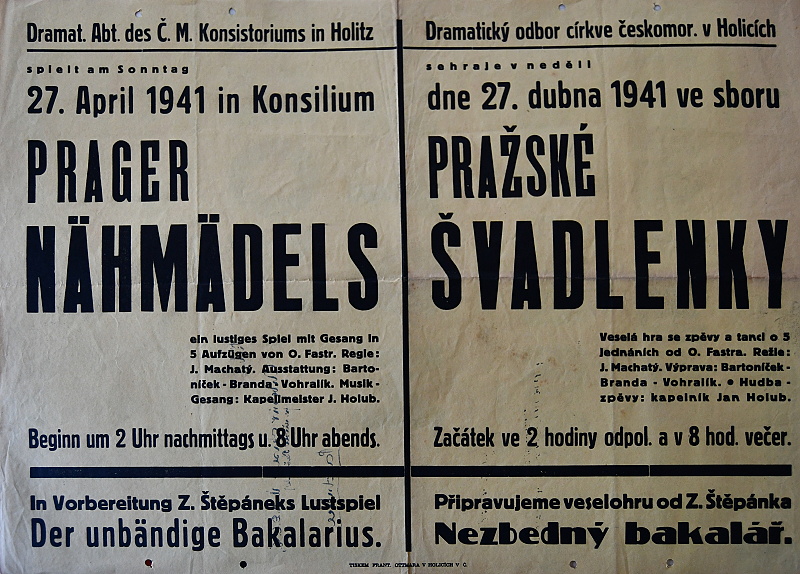 Dramat. Abt. des Č. M. Konsistoriums in Holitz
spielt am Sonntag
27. April 1941 in Konsilium
PRAGER
NÄHMÄDELS
ein lustiges Spiel mit Gesang in
5 Aufzügen von O. Fastr. Regie:
J. Machatý. Ausstattung: Barto-
níček - Branda - Vohralík. Musik -
Gesang: Kapellmeister J. Holub.
Beginn um 2 Uhr nachmittags u. 8 Uhr abends.
In Vorbereitung Z. Štěpáneks Lustspiel
Der unbändige Bakalarius.
Dramatický odbor církve českomor. v Holicích
sehraje v neděli
dne 27. dubna 1941 ve sboru
PRAŽSKÉ
ŠVADLENKY
Veselá hra se zpěvy a tanci o 5
jednáních od O. Fastra. Režie:
J. Machatý. Výprava: Bartoníček -
Branda - Vohralík. • Hudba -
zpěvy: kapelník Jan Holub.
Začátek ve 2 hodiny odpol. a v 8 hod. večer.
Připravujeme veselohru od Z. Štěpánka
Nezbedný bakalář.
TISKEM FRANT. OTTMARA V HOLICÍCH V Č.